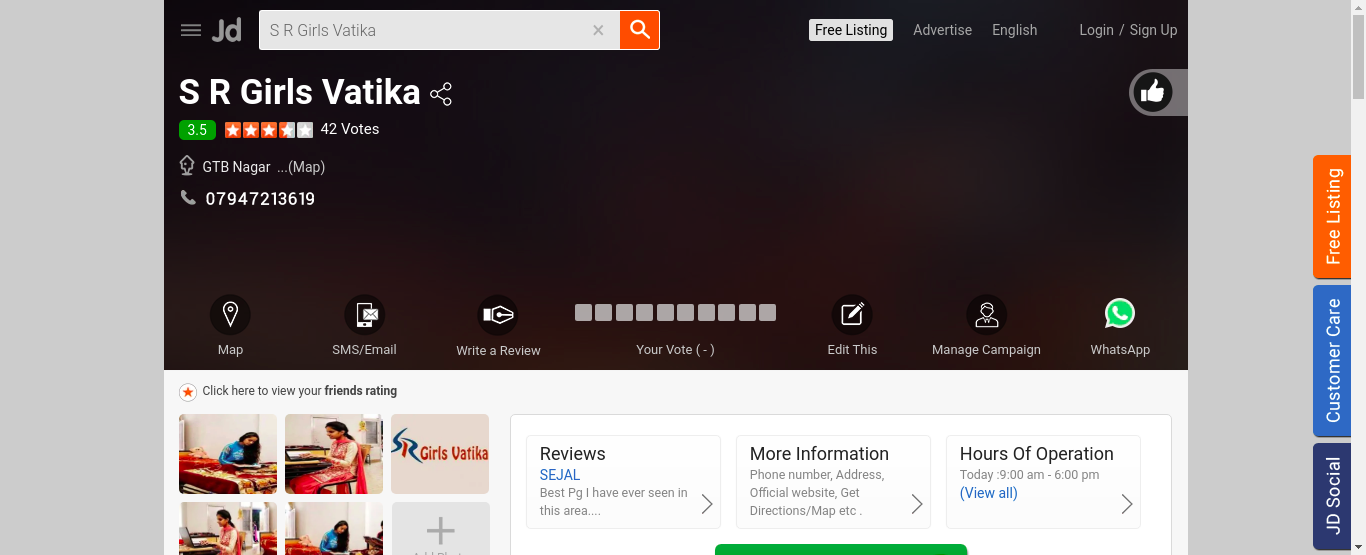 Jd
S R Girls Vatika
Free Listing
Advertise
English
Login / Sign Up
S R Girls Vatika
3.5
42 Votes
GTB Nagar ...(Map)
07947213619
Map
SMS/Email
Write a Review
Your Vote ( - )
Edit This
Manage Campaign
WhatsApp
Free Listing
Customer Care
JD Social
Click here to view your friends rating
SR Girls Vatika
Reviews
SEJAL
Best Pg I have ever seen in
this area....
More Information
Phone number, Address,
Official website, Get
Directions/Map etc .
Hours Of Operation
Today :9:00 am - 6:00 pm
(View all)